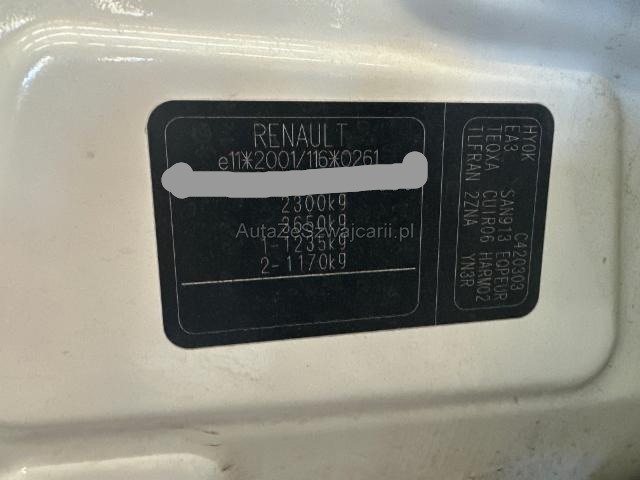 RENAULT
e11*2001/116*0261
2300kg
3650kg
AutaZeSzwajcarii.pl
1-1235kg
2-1170kg
HYOK C420303
EA3 SAN913 EQPEUR
TEQXA CUIR06 HARM02
1LFRAN 2ZNA YN3R